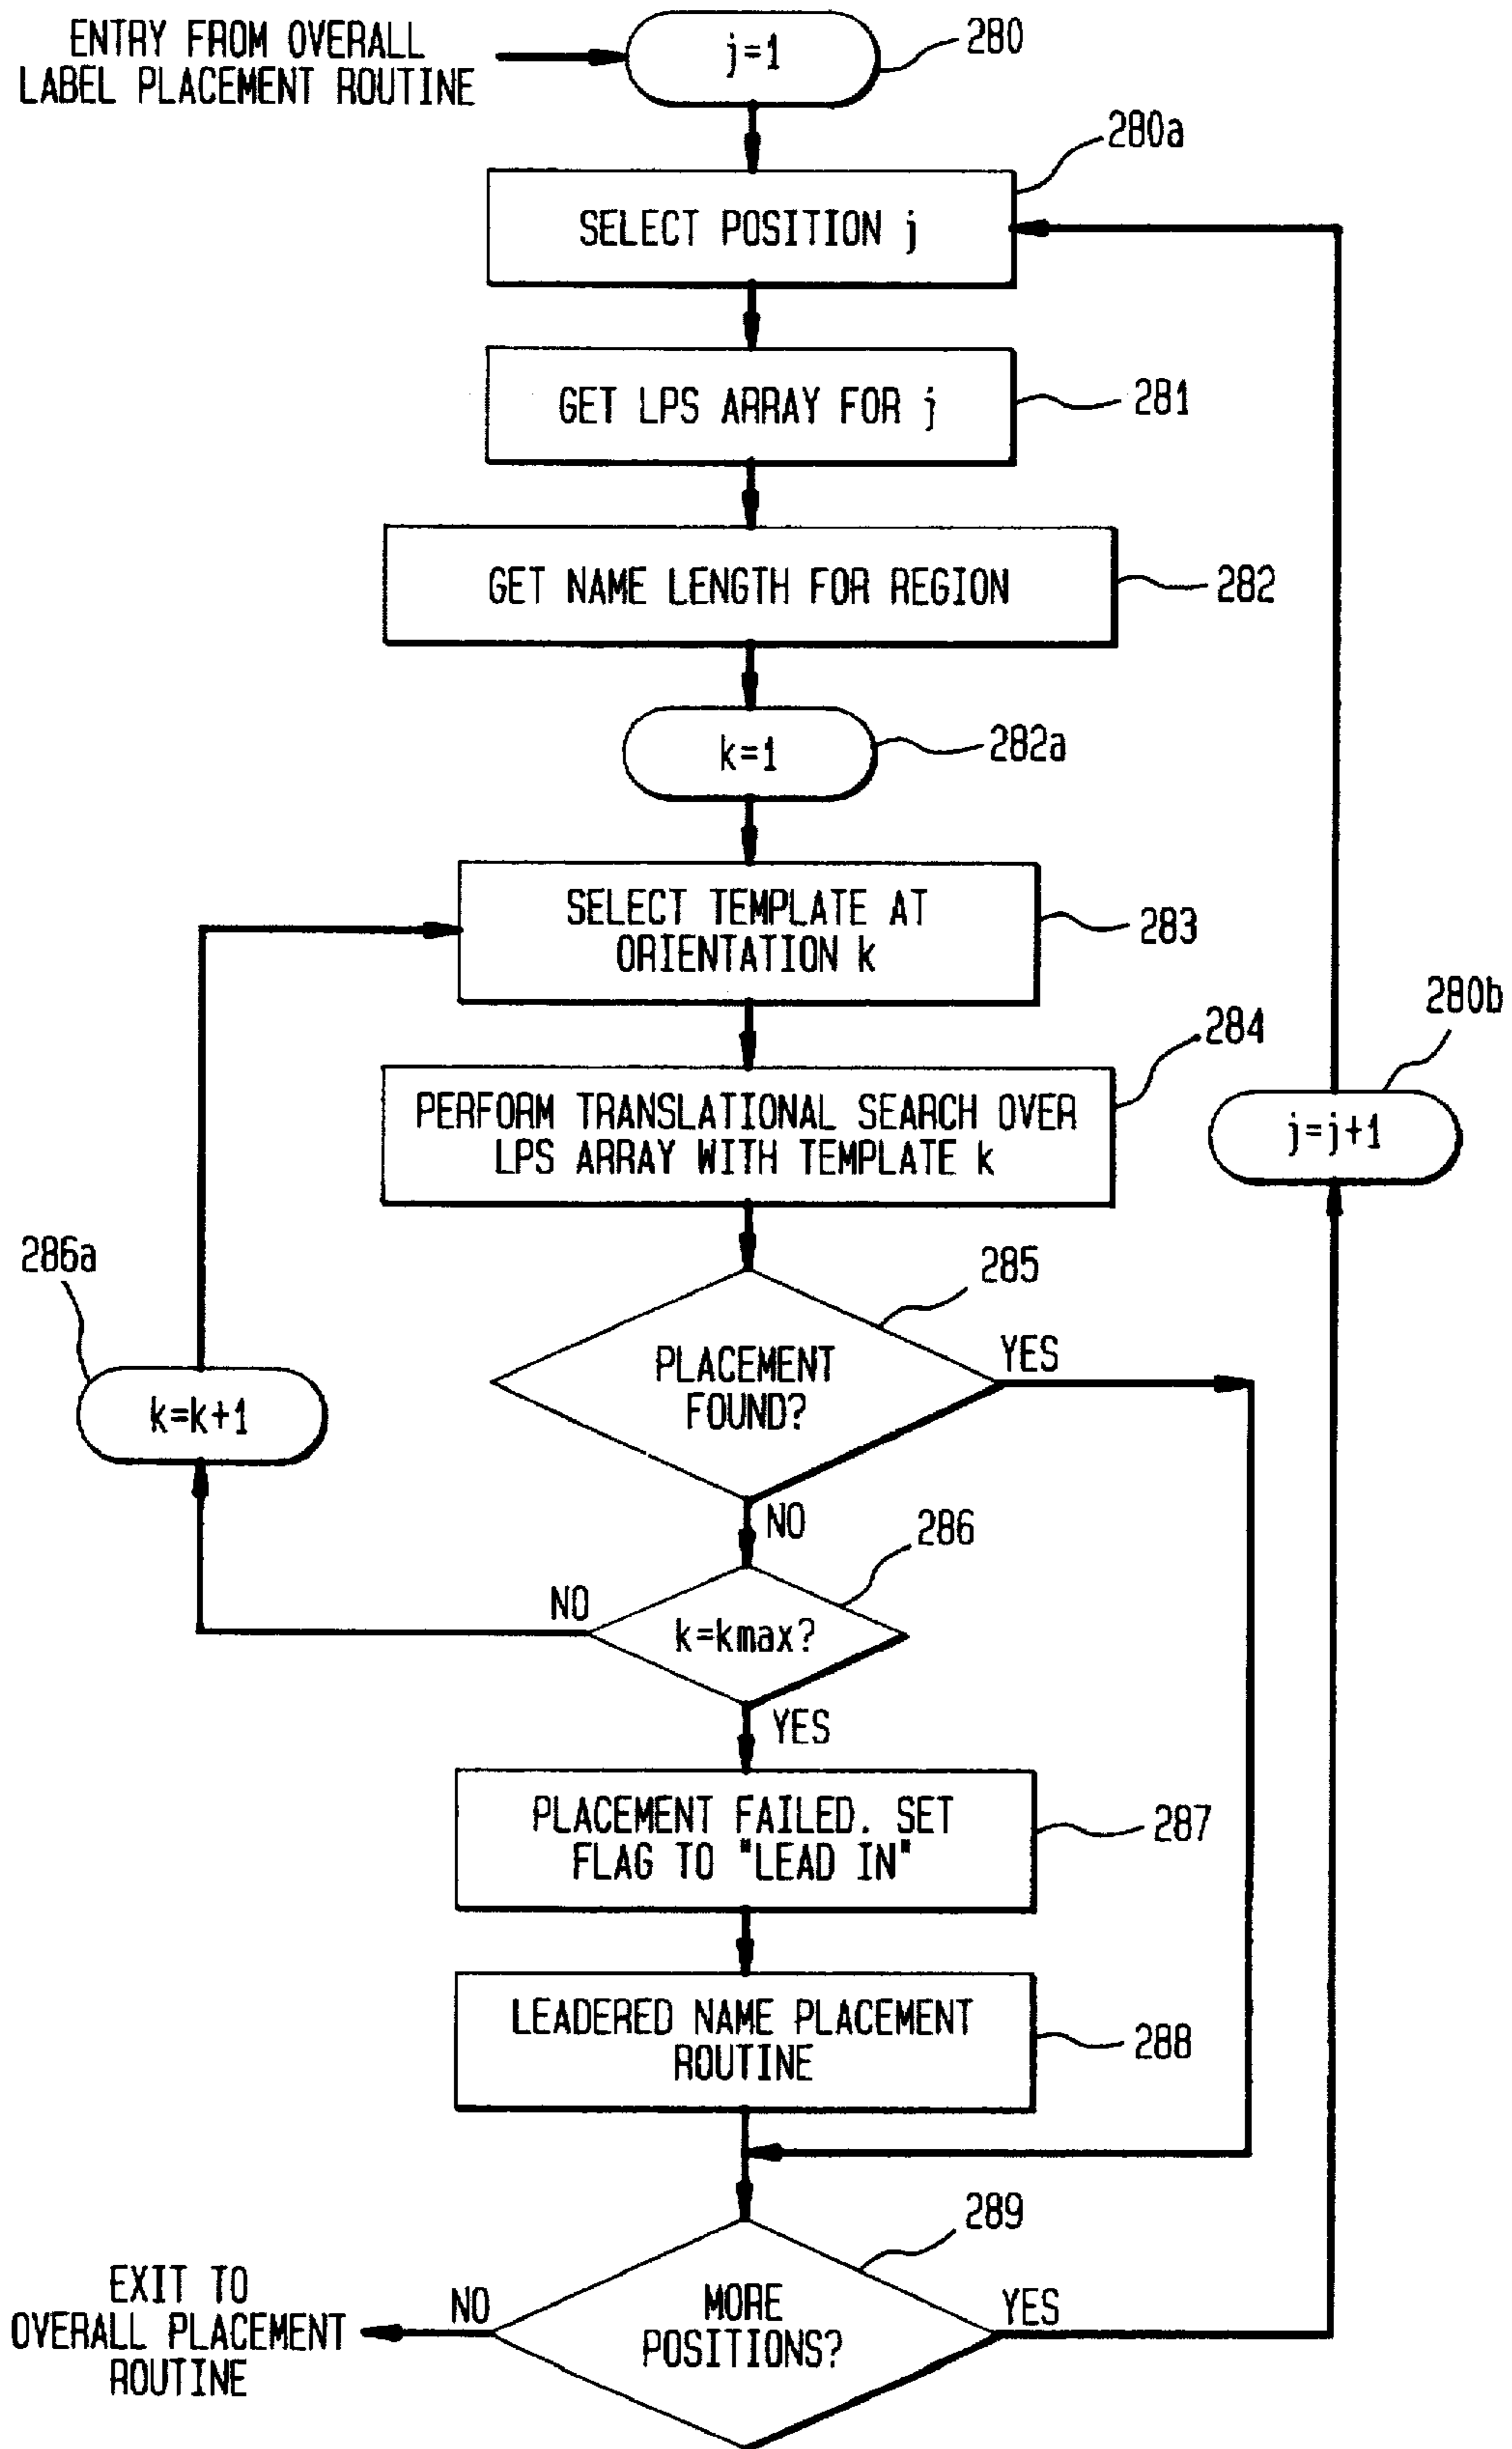 ENTRY FROM OVERALL
LABEL PLACEMENT ROUTINE
j=1
280
280a
SELECT POSITION j
GET LPS ARRAY FOR j
281
GET NAME LENGTH FOR REGION
282
k=1
282a
SELECT TEMPLATE AT
ORIENTATION k
283
280b
284
PERFORM TRANSLATIONAL SEARCH OVER
LPS ARRAY WITH TEMPLATE k
j=j+1
286a
285
PLACEMENT
FOUND?
YES
k=k+1
NO
286
NO
k=kmax?
YES
PLACEMENT FAILED. SET
FLAG TO "LEAD IN"
287
LEADERED NAME PLACEMENT
ROUTINE
288
289
EXIT TO
OVERALL PLACEMENT
ROUTINE
NO
MORE
POSITIONS?
YES